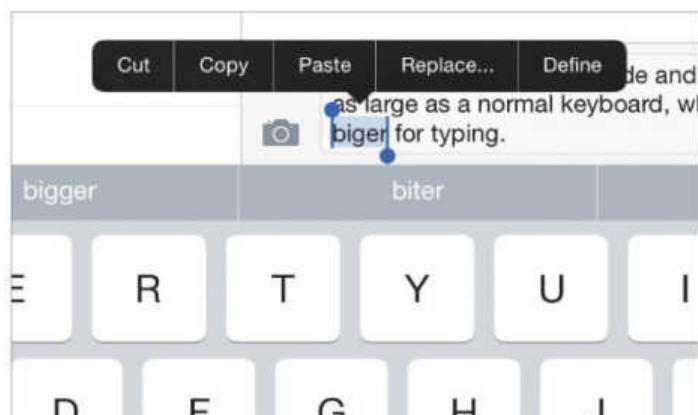 Cut Copy Paste Replace... Define
de and
as large as a normal keyboard, w
biger for typing.
bigger biter
E R T Y U I
D F G H J